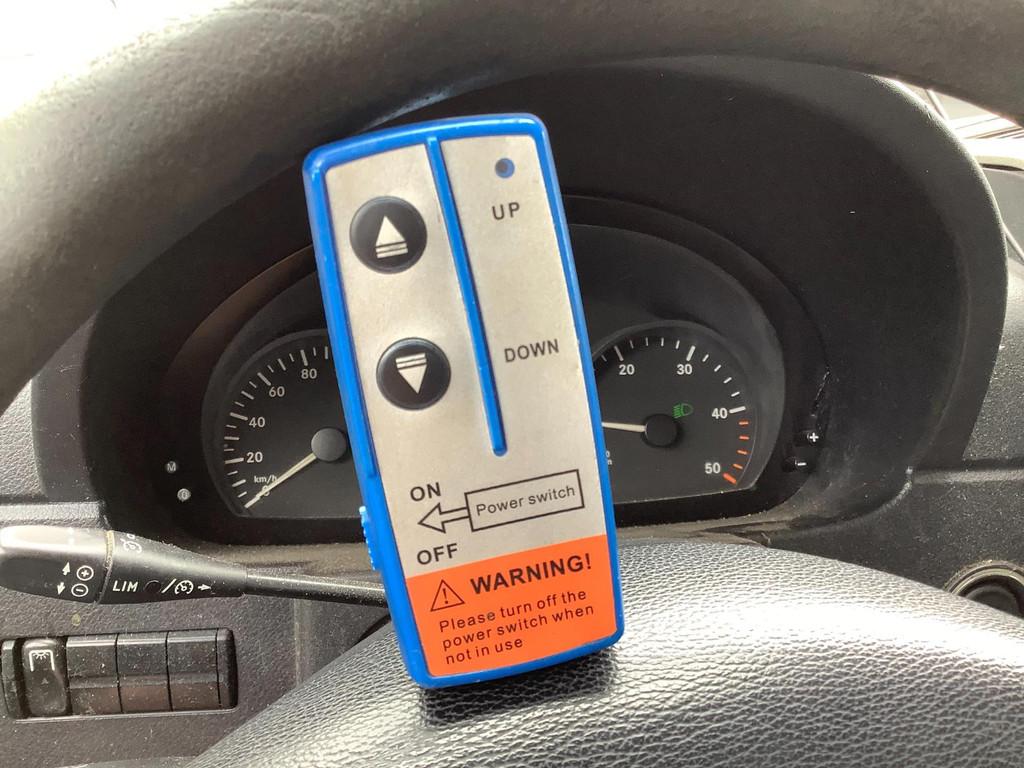 UP
DOWN
ON
Power switch
OFF
WARNING!
Please turn off the
power switch when
not in use
80
60
40
20
km/h
20
30
40
50
M
0
+
−
+
−
LIM